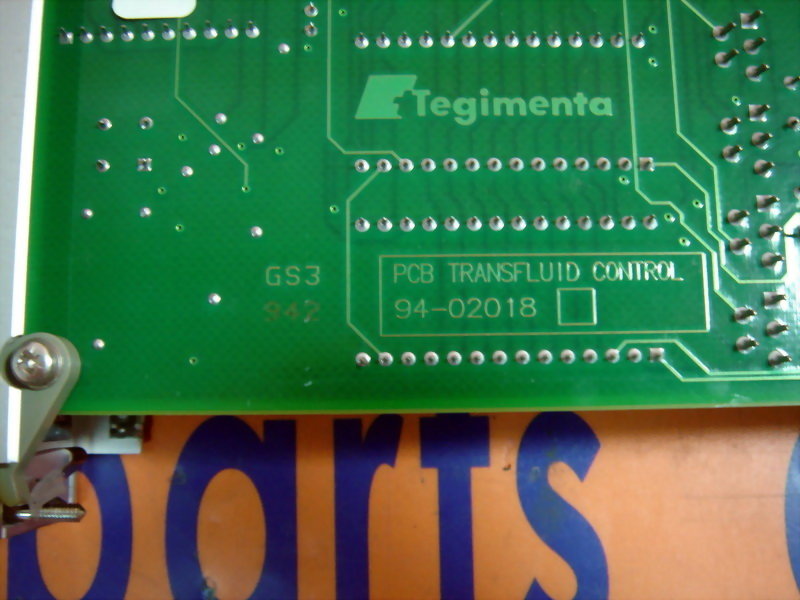 Tegimenta
GS3
942
PCB TRANSFLUID CONTROL
94-02018
parts